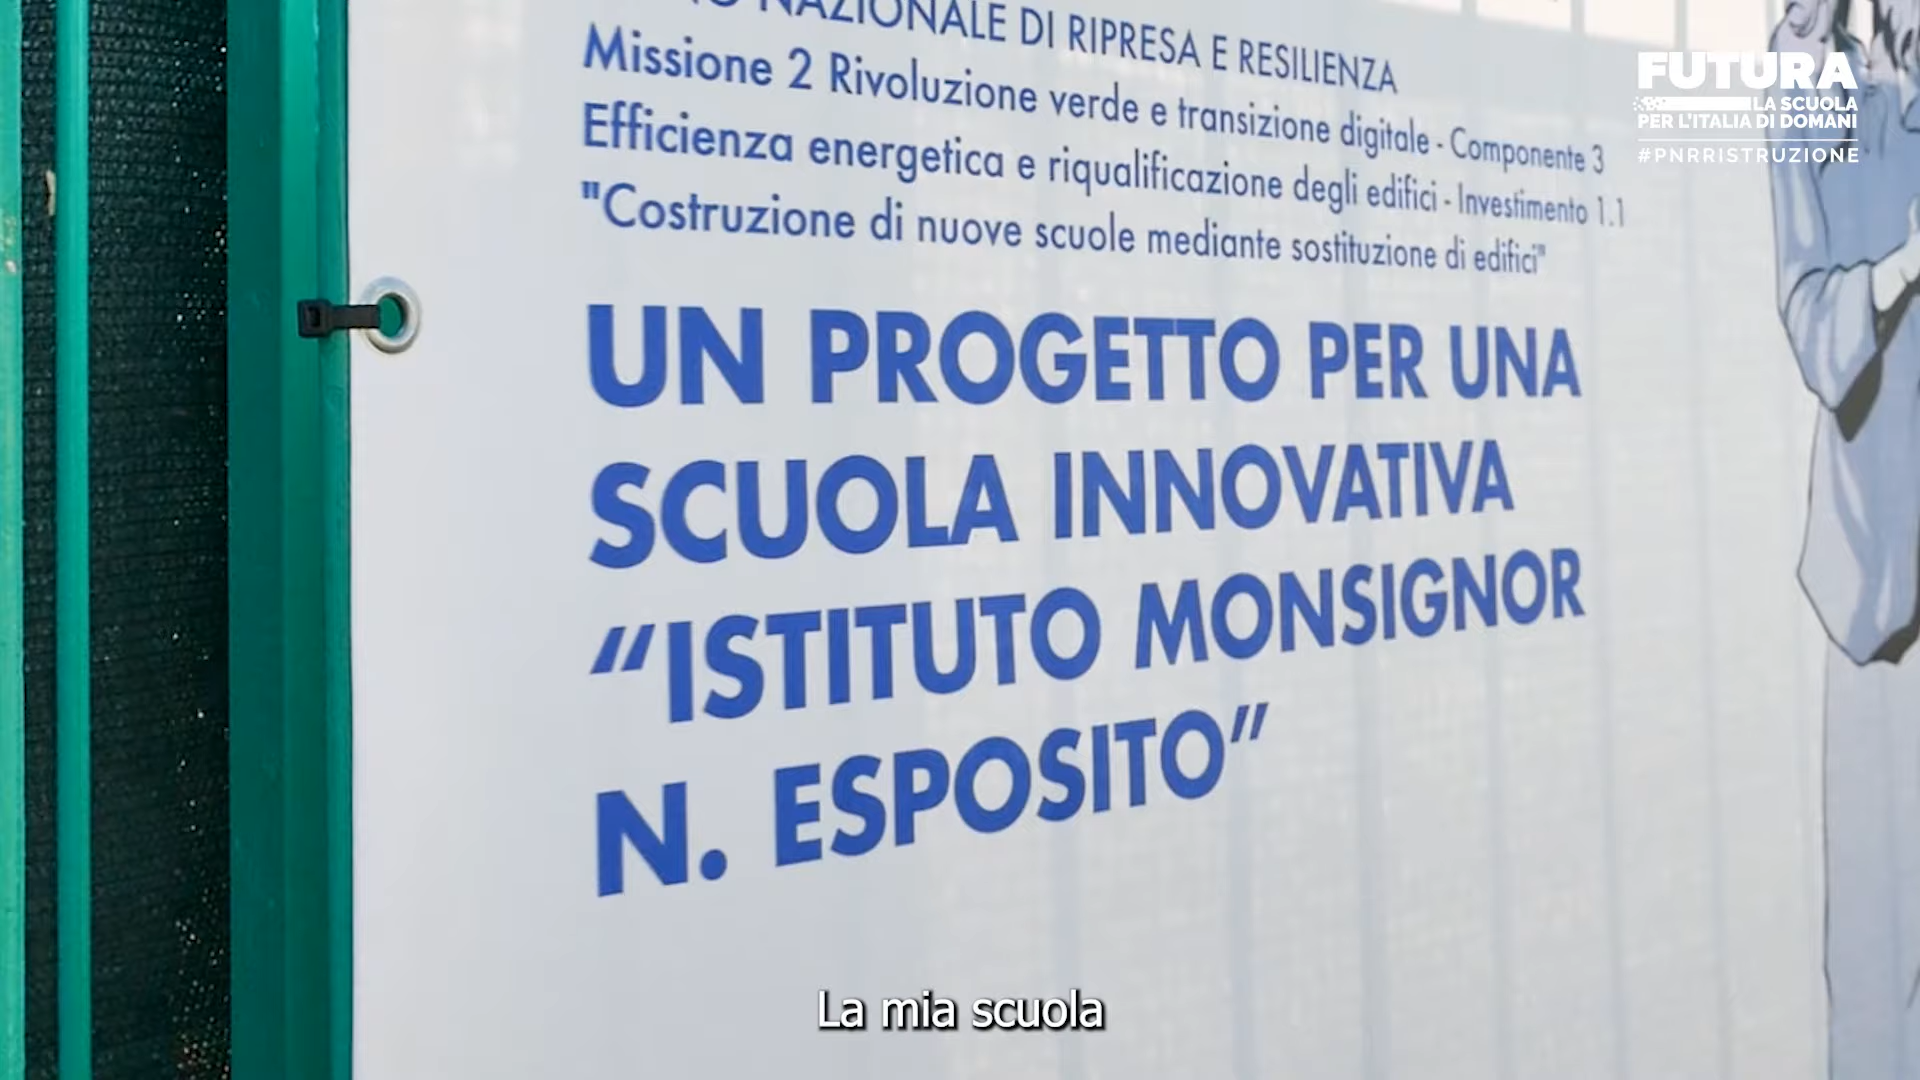 NAZIONALE DI RIPRESA E RESILIENZA
Missione 2 Rivoluzione verde e transizione digitale - Componente 3
Efficienza energetica e riqualificazione degli edifici - Investimento 1.1
"Costruzione di nuove scuole mediante sostituzione di edifici"
UN PROGETTO PER UNA
SCUOLA INNOVATIVA
“ISTITUTO MONSIGNOR
N. ESPOSITO”
FUTURA
LA SCUOLA
PER L'ITALIA DI DOMANI
#PNRRISTRUZIONE
La mia scuola